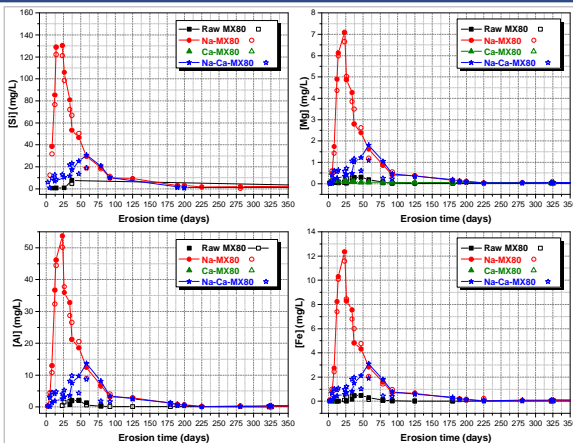 Raw MX80
Na-MX80
Ca-MX80
Na-Ca-MX80
[Si] (mg/L)
160
140
120
100
80
60
40
20
0
0 25 50 75 100 125 150 175 200 225 250 275 300 325 350
Erosion time (days)
Raw MX80
Na-MX80
Ca-MX80
Na-Ca-MX80
[Mg] (mg/L)
8
7
6
5
4
3
2
1
0
0 25 50 75 100 125 150 175 200 225 250 275 300 325 350
Erosion time (days)
Raw MX80
Na-MX80
Ca-MX80
Na-Ca-MX80
[Al] (mg/L)
50
40
30
20
10
0
0 25 50 75 100 125 150 175 200 225 250 275 300 325 350
Erosion time (days)
Raw MX80
Na-MX80
Ca-MX80
Na-Ca-MX80
[Fe] (mg/L)
14
12
10
8
6
4
2
0
0 25 50 75 100 125 150 175 200 225 250 275 300 325 350
Erosion time (days)